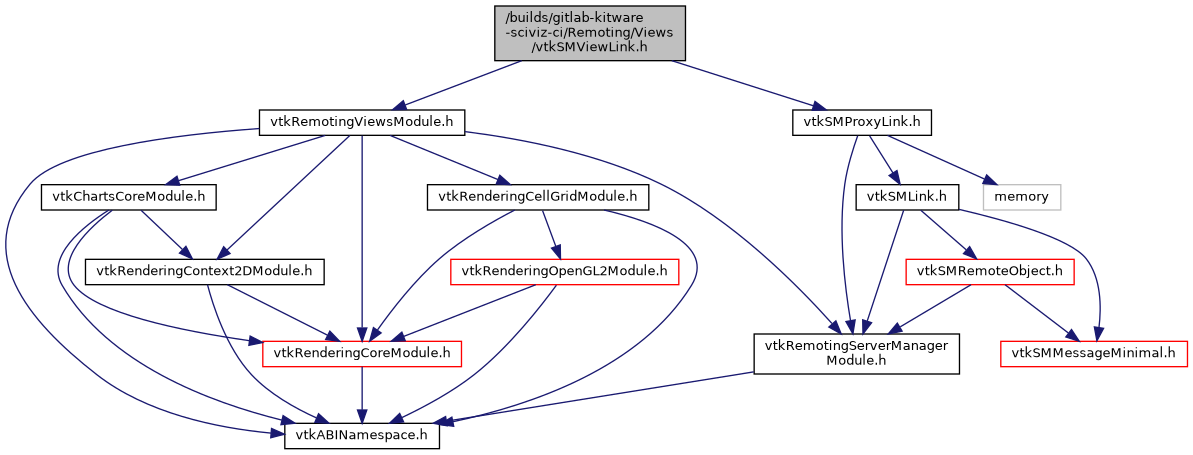 /builds/gitlab-kitware
-sciviz-ci/Remoting/Views
/vtkSMViewLink.h
vtkRemotingViewsModule.h
vtkSMProxyLink.h
vtkChartsCoreModule.h
vtkRenderingCellGridModule.h
vtkSMLink.h
memory
vtkRenderingContext2DModule.h
vtkRenderingOpenGL2Module.h
vtkSMRemoteObject.h
vtkRenderingCoreModule.h
vtkRemotingServerManager
Module.h
vtkSMMessageMinimal.h
vtkABINamespace.h